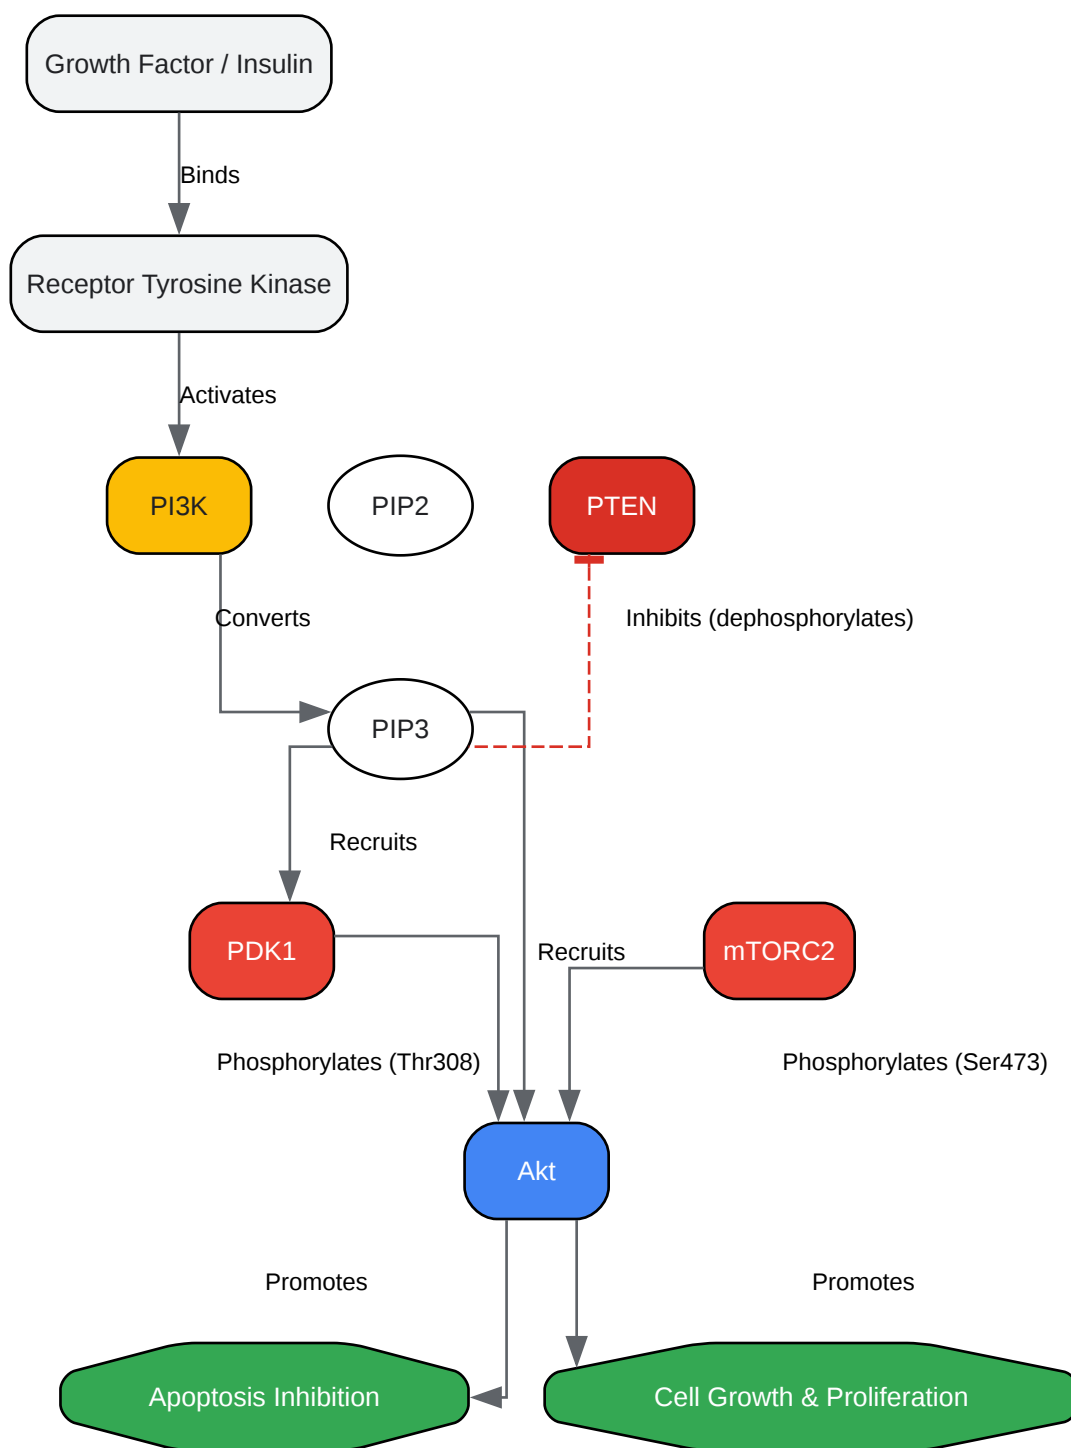 Growth Factor / Insulin
Binds
Receptor Tyrosine Kinase
Activates
PI3K
PIP2
PTEN
Converts
Inhibits (dephosphorylates)
PIP3
Recruits
PDK1
Recruits
mTORC2
Phosphorylates (Thr308)
Phosphorylates (Ser473)
Akt
Promotes
Promotes
Apoptosis Inhibition
Cell Growth & Proliferation